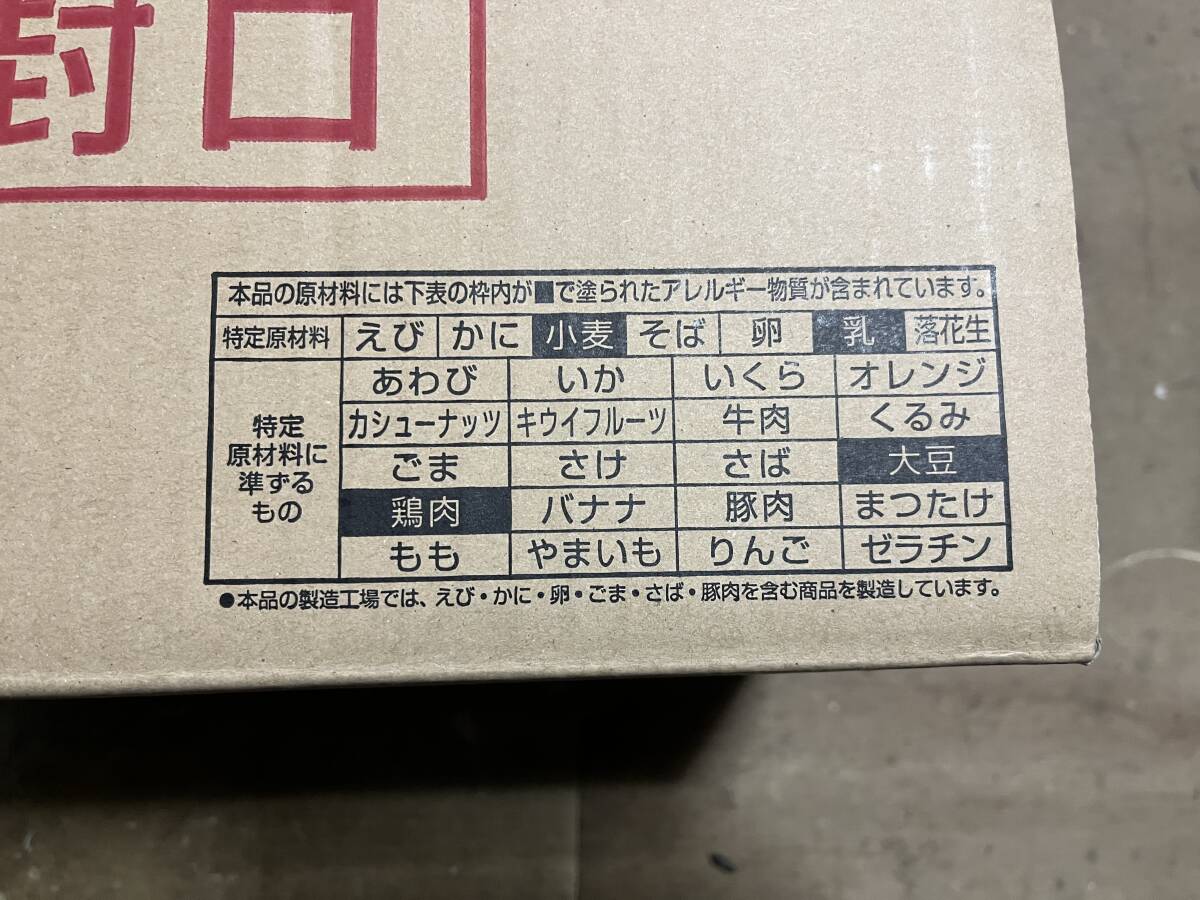 封口
本品の原材料には下表の枠内が■で塗られたアレルギー物質が含まれています。
特定原材料 えび かに 小麦 そば 卵 乳 落花生
特定原材料に準ずるもの
あわび いか いくら オレンジ
カシューナッツ キウイフルーツ 牛肉 くるみ
ごま さけ さば 大豆
鶏肉 バナナ 豚肉 まつたけ
もも やまいも りんご ゼラチン
●本品の製造工場では、えび・かに・卵・ごま・さば・豚肉を含む商品を製造しています。